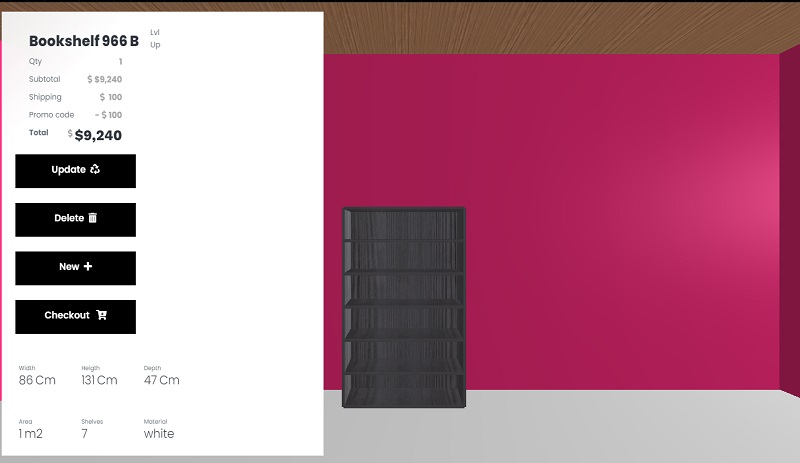 Bookshelf 966 B
Lvl
Up
Qty 1
Subtotal $ $9,240
Shipping $ 100
Promo code - $ 100
Total $ $9,240
Update
Delete
New
Checkout
Width Heigth Depth
86 Cm 131 Cm 47 Cm
Area Shelves Material
1 m2 7 white